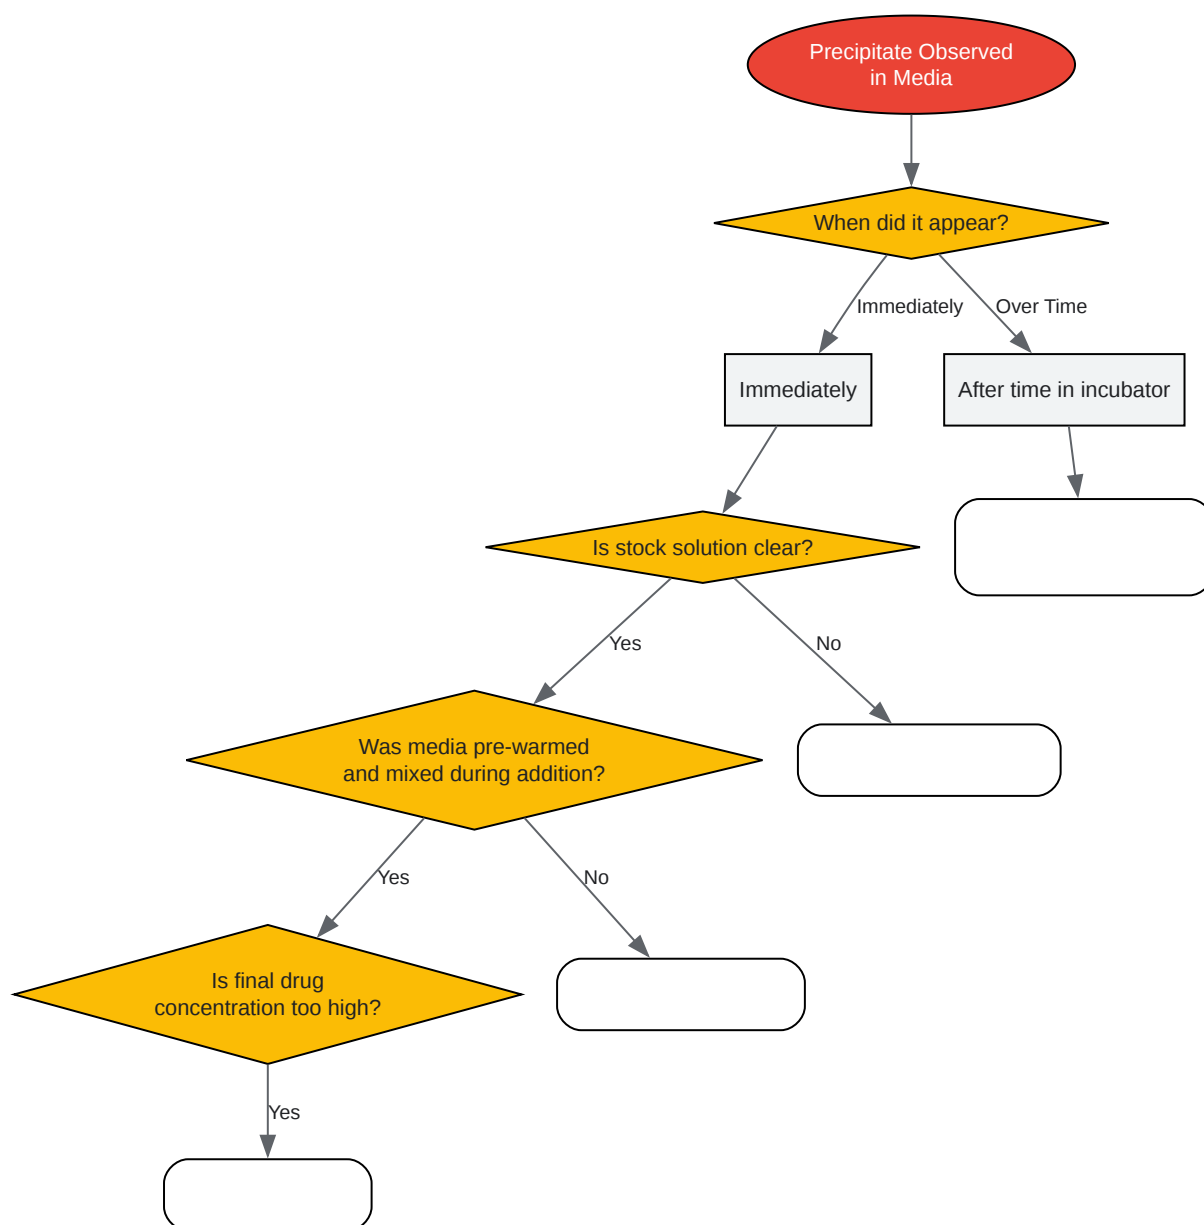 Precipitate Observed
in Media
When did it appear?
Immediately
Over Time
Immediately
After time in incubator
Is stock solution clear?
Yes
No
Was media pre-warmed
and mixed during addition?
Yes
No
Is final drug
concentration too high?
Yes